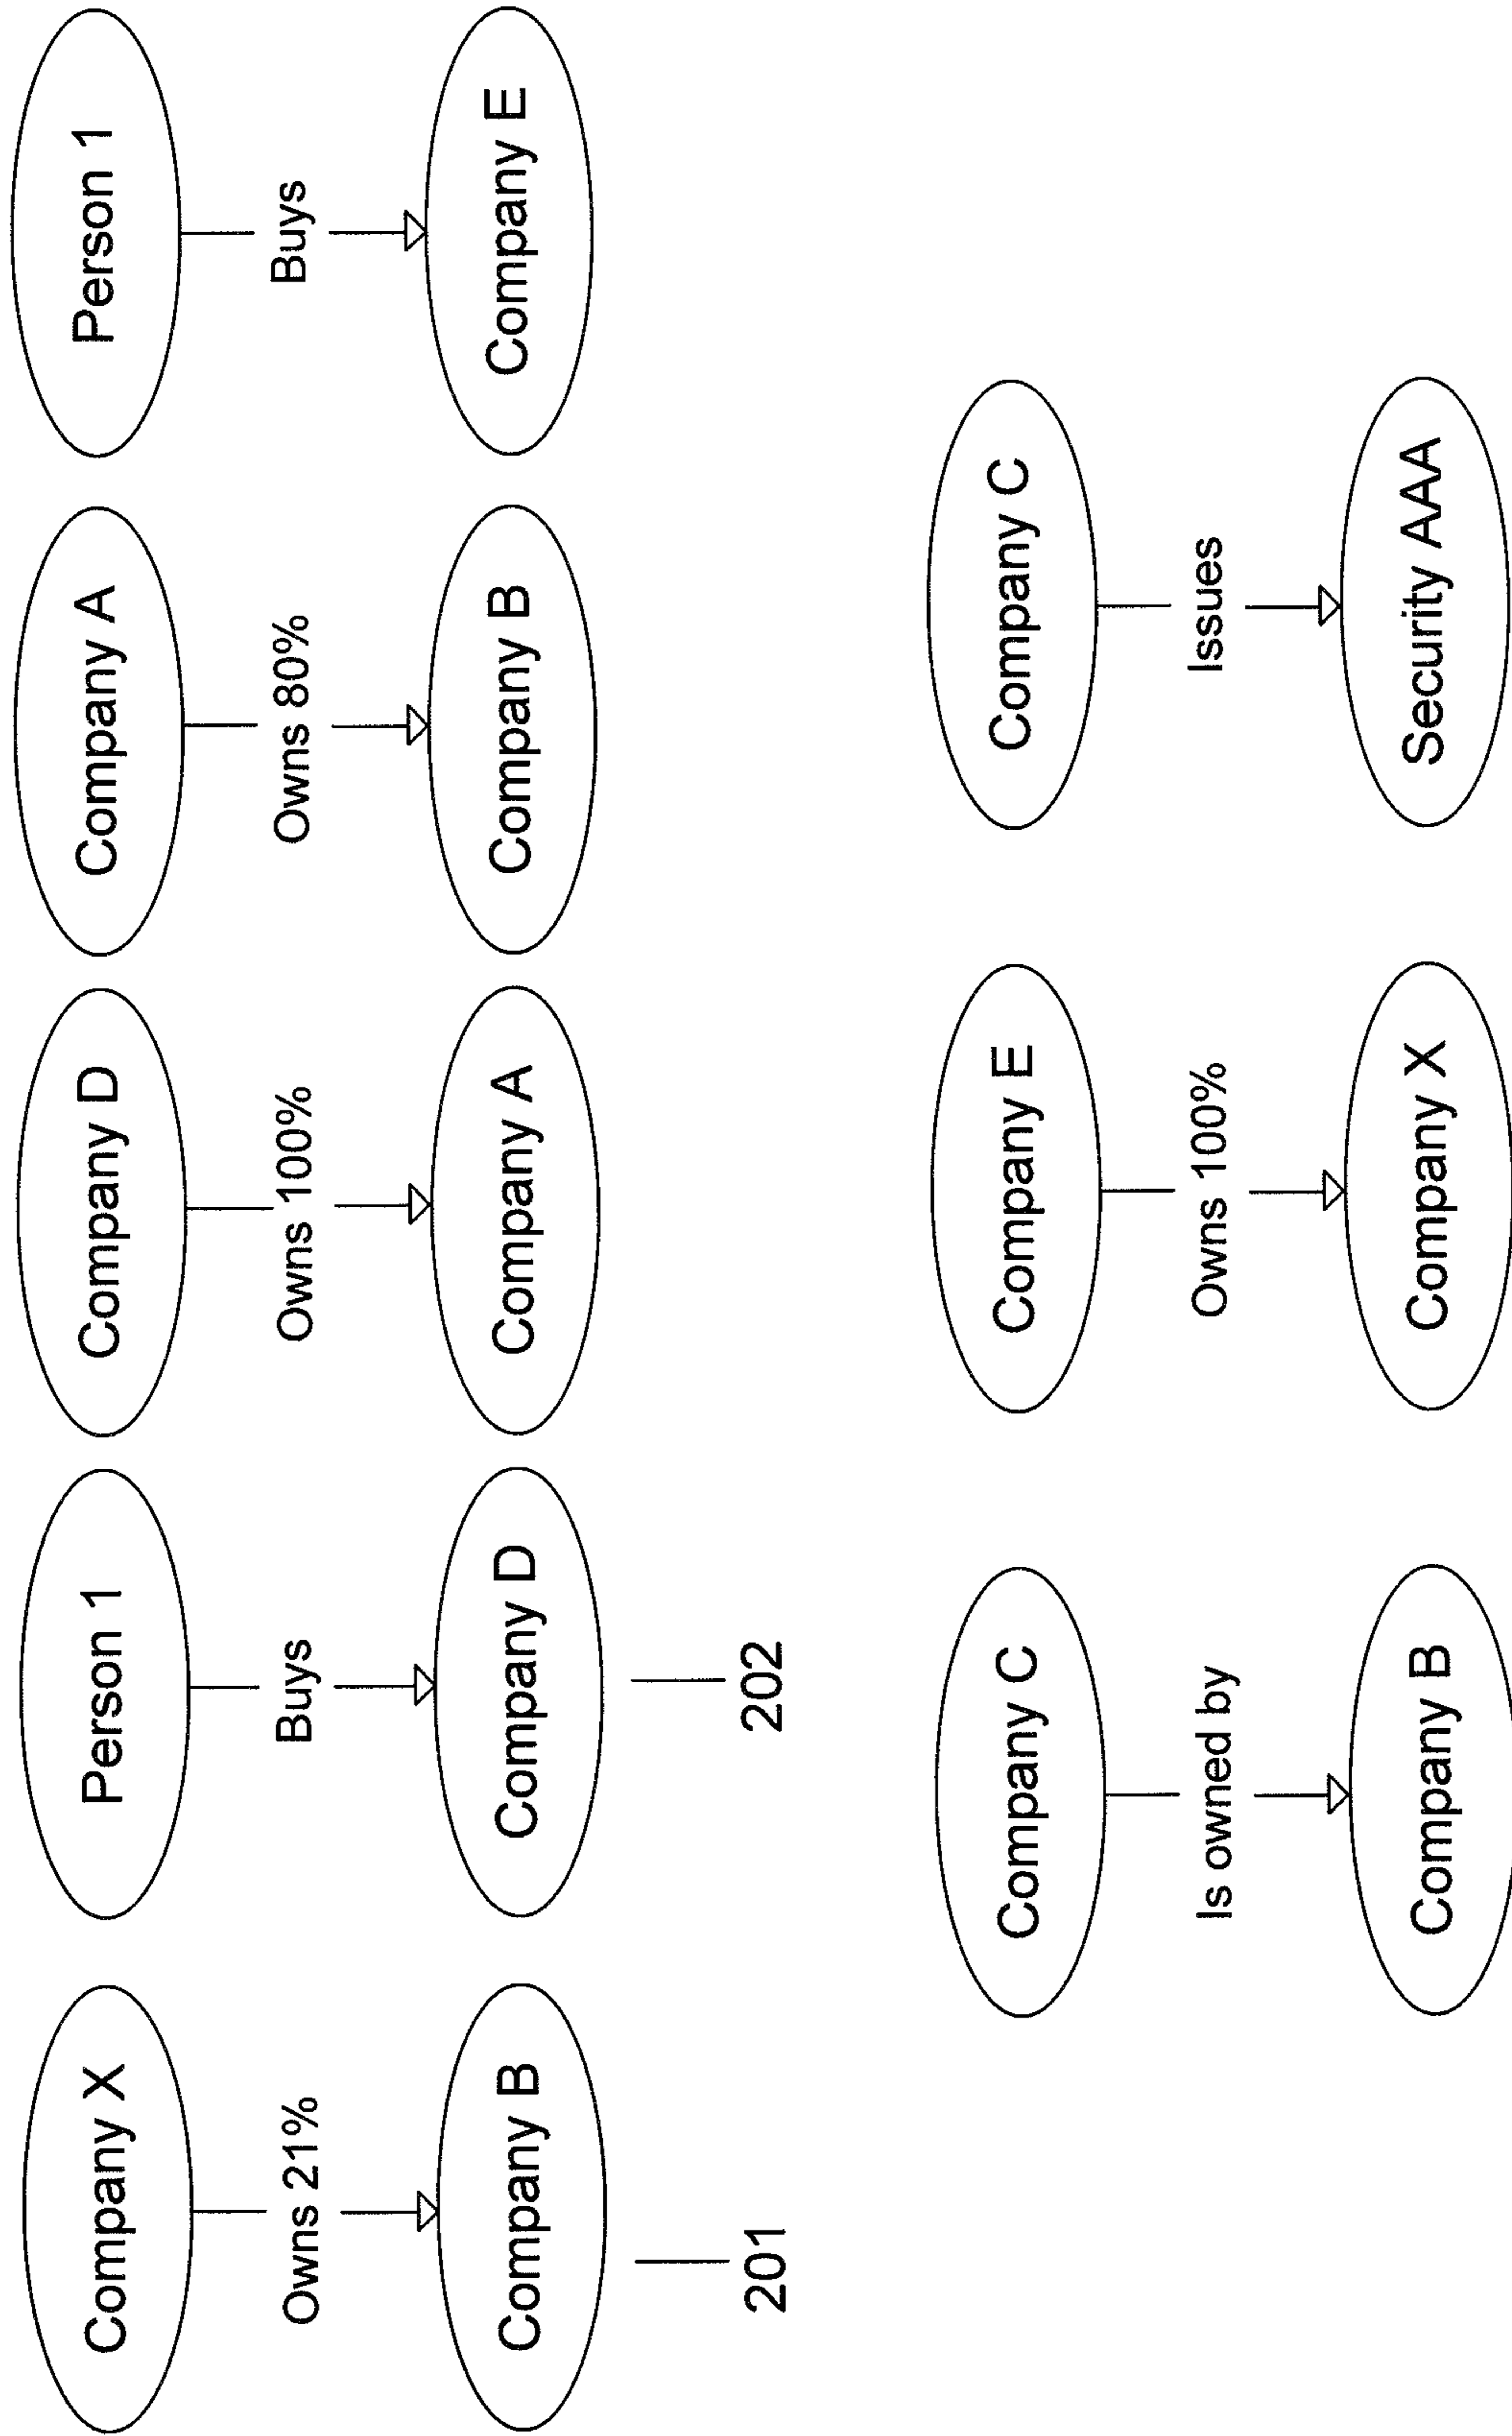 Company X
Owns 21%
Company B
201
Person 1
Buys
Company D
202
Company D
Owns 100%
Company A
Company A
Owns 80%
Company B
Person 1
Buys
Company E
Company C
Is owned by
Company B
Company E
Owns 100%
Company X
Company C
Issues
Security AAA